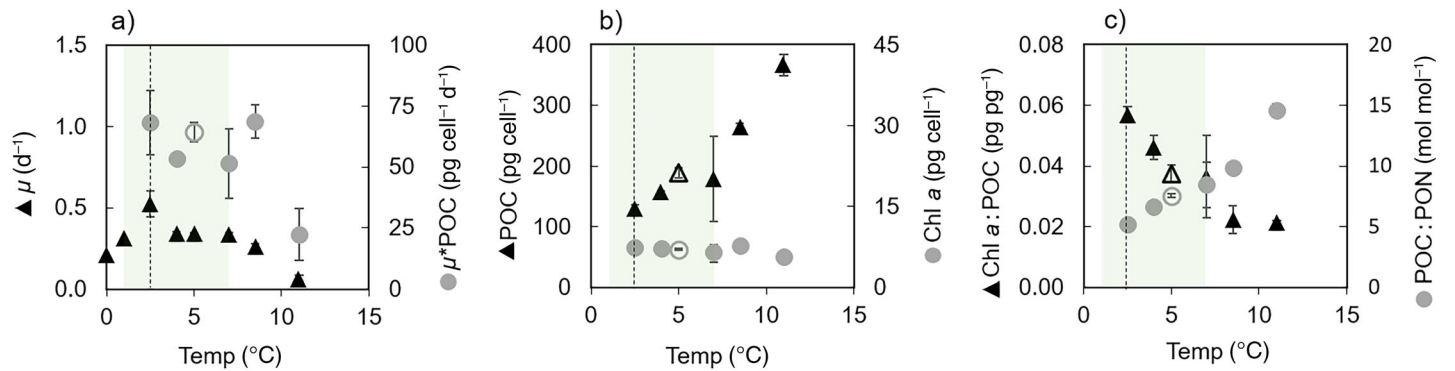 a)
1.5
1.0
0.5
0.0
▲ μ (d⁻¹)
100
75
50
25
0
● μ*POC (pg cell⁻¹ d⁻¹)
0 5 10 15
Temp (°C)
b)
400
300
200
100
0
▲ POC (pg cell⁻¹)
45
30
15
0
● Chl a (pg cell⁻¹)
0 5 10 15
Temp (°C)
c)
0.08
0.06
0.04
0.02
0.00
▲ Chl a : POC (pg pg⁻¹)
20
15
10
5
0
● POC : PON (mol mol⁻¹)
0 5 10 15
Temp (°C)